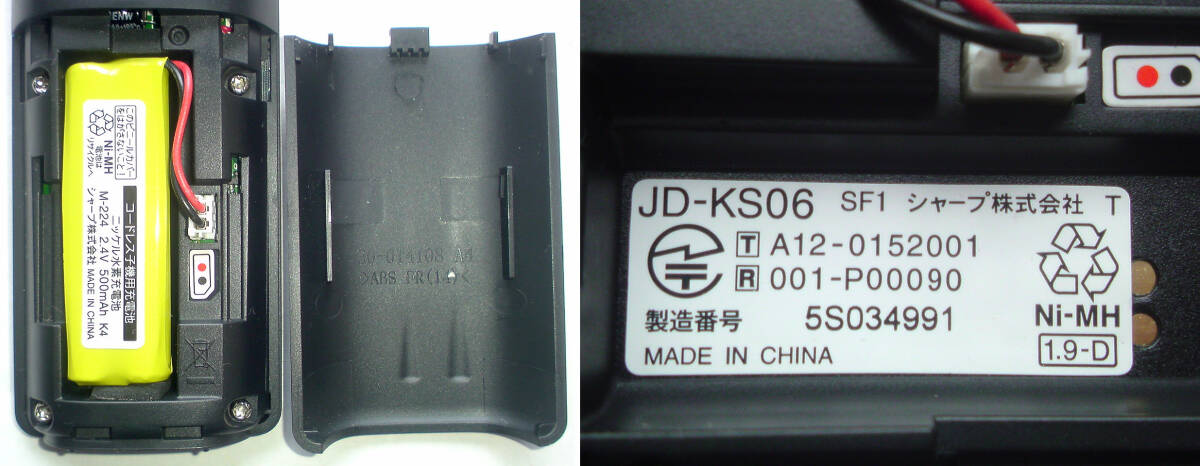 このビニールカバー
をはがさないこと!
Ni-MH
電池は
リサイクルへ
コードレス子機用充電池
ニッケル水素充電池
M-224 2.4V 500mAh K4
シャープ株式会社 MADE IN CHINA
>ABS FR(14)<
JD-KS06 SF1 シャープ株式会社 T
T A12-0152001
R 001-P00090
製造番号 5S034991
MADE IN CHINA
Ni-MH
1.9-D